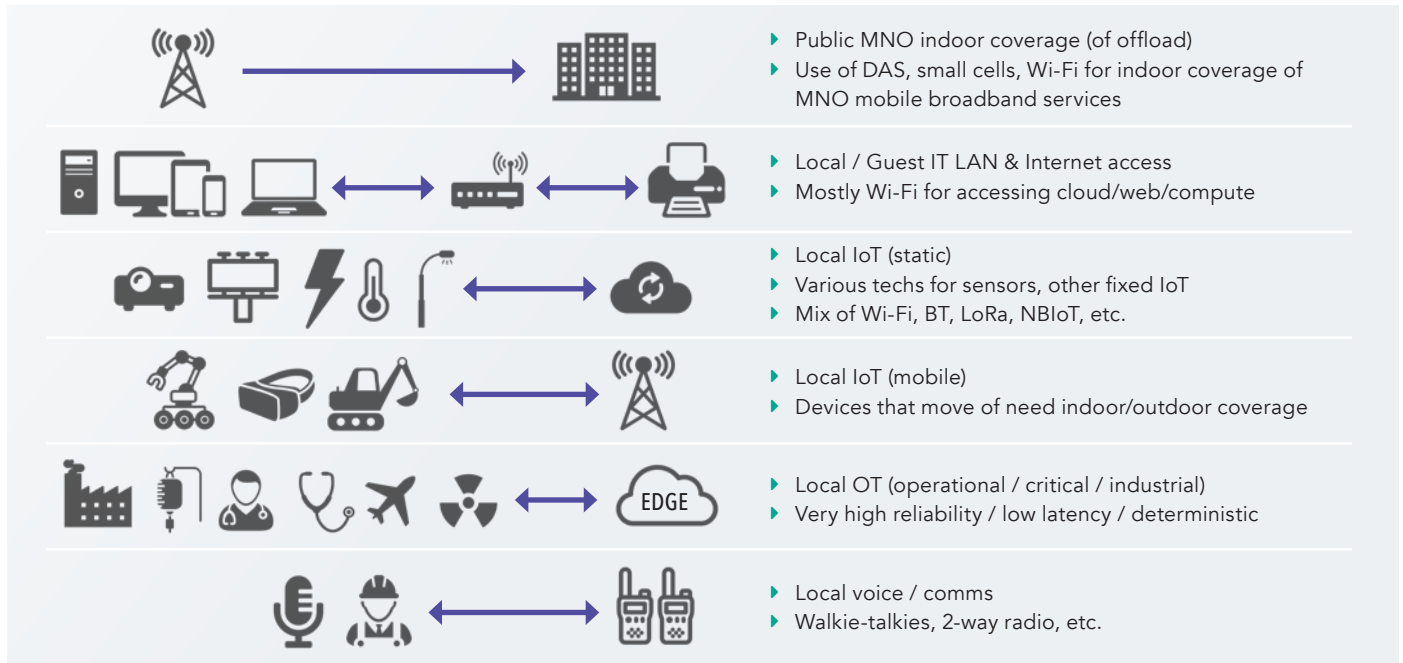 Public MNO indoor coverage (of offload)
Use of DAS, small cells, Wi-Fi for indoor coverage of
MNO mobile broadband services
Local / Guest IT LAN & Internet access
Mostly Wi-Fi for accessing cloud/web/compute
Local IoT (static)
Various techs for sensors, other fixed IoT
Mix of Wi-Fi, BT, LoRa, NBIoT, etc.
Local IoT (mobile)
Devices that move of need indoor/outdoor coverage
EDGE
Local OT (operational / critical / industrial)
Very high reliability / low latency / deterministic
Local voice / comms
Walkie-talkies, 2-way radio, etc.